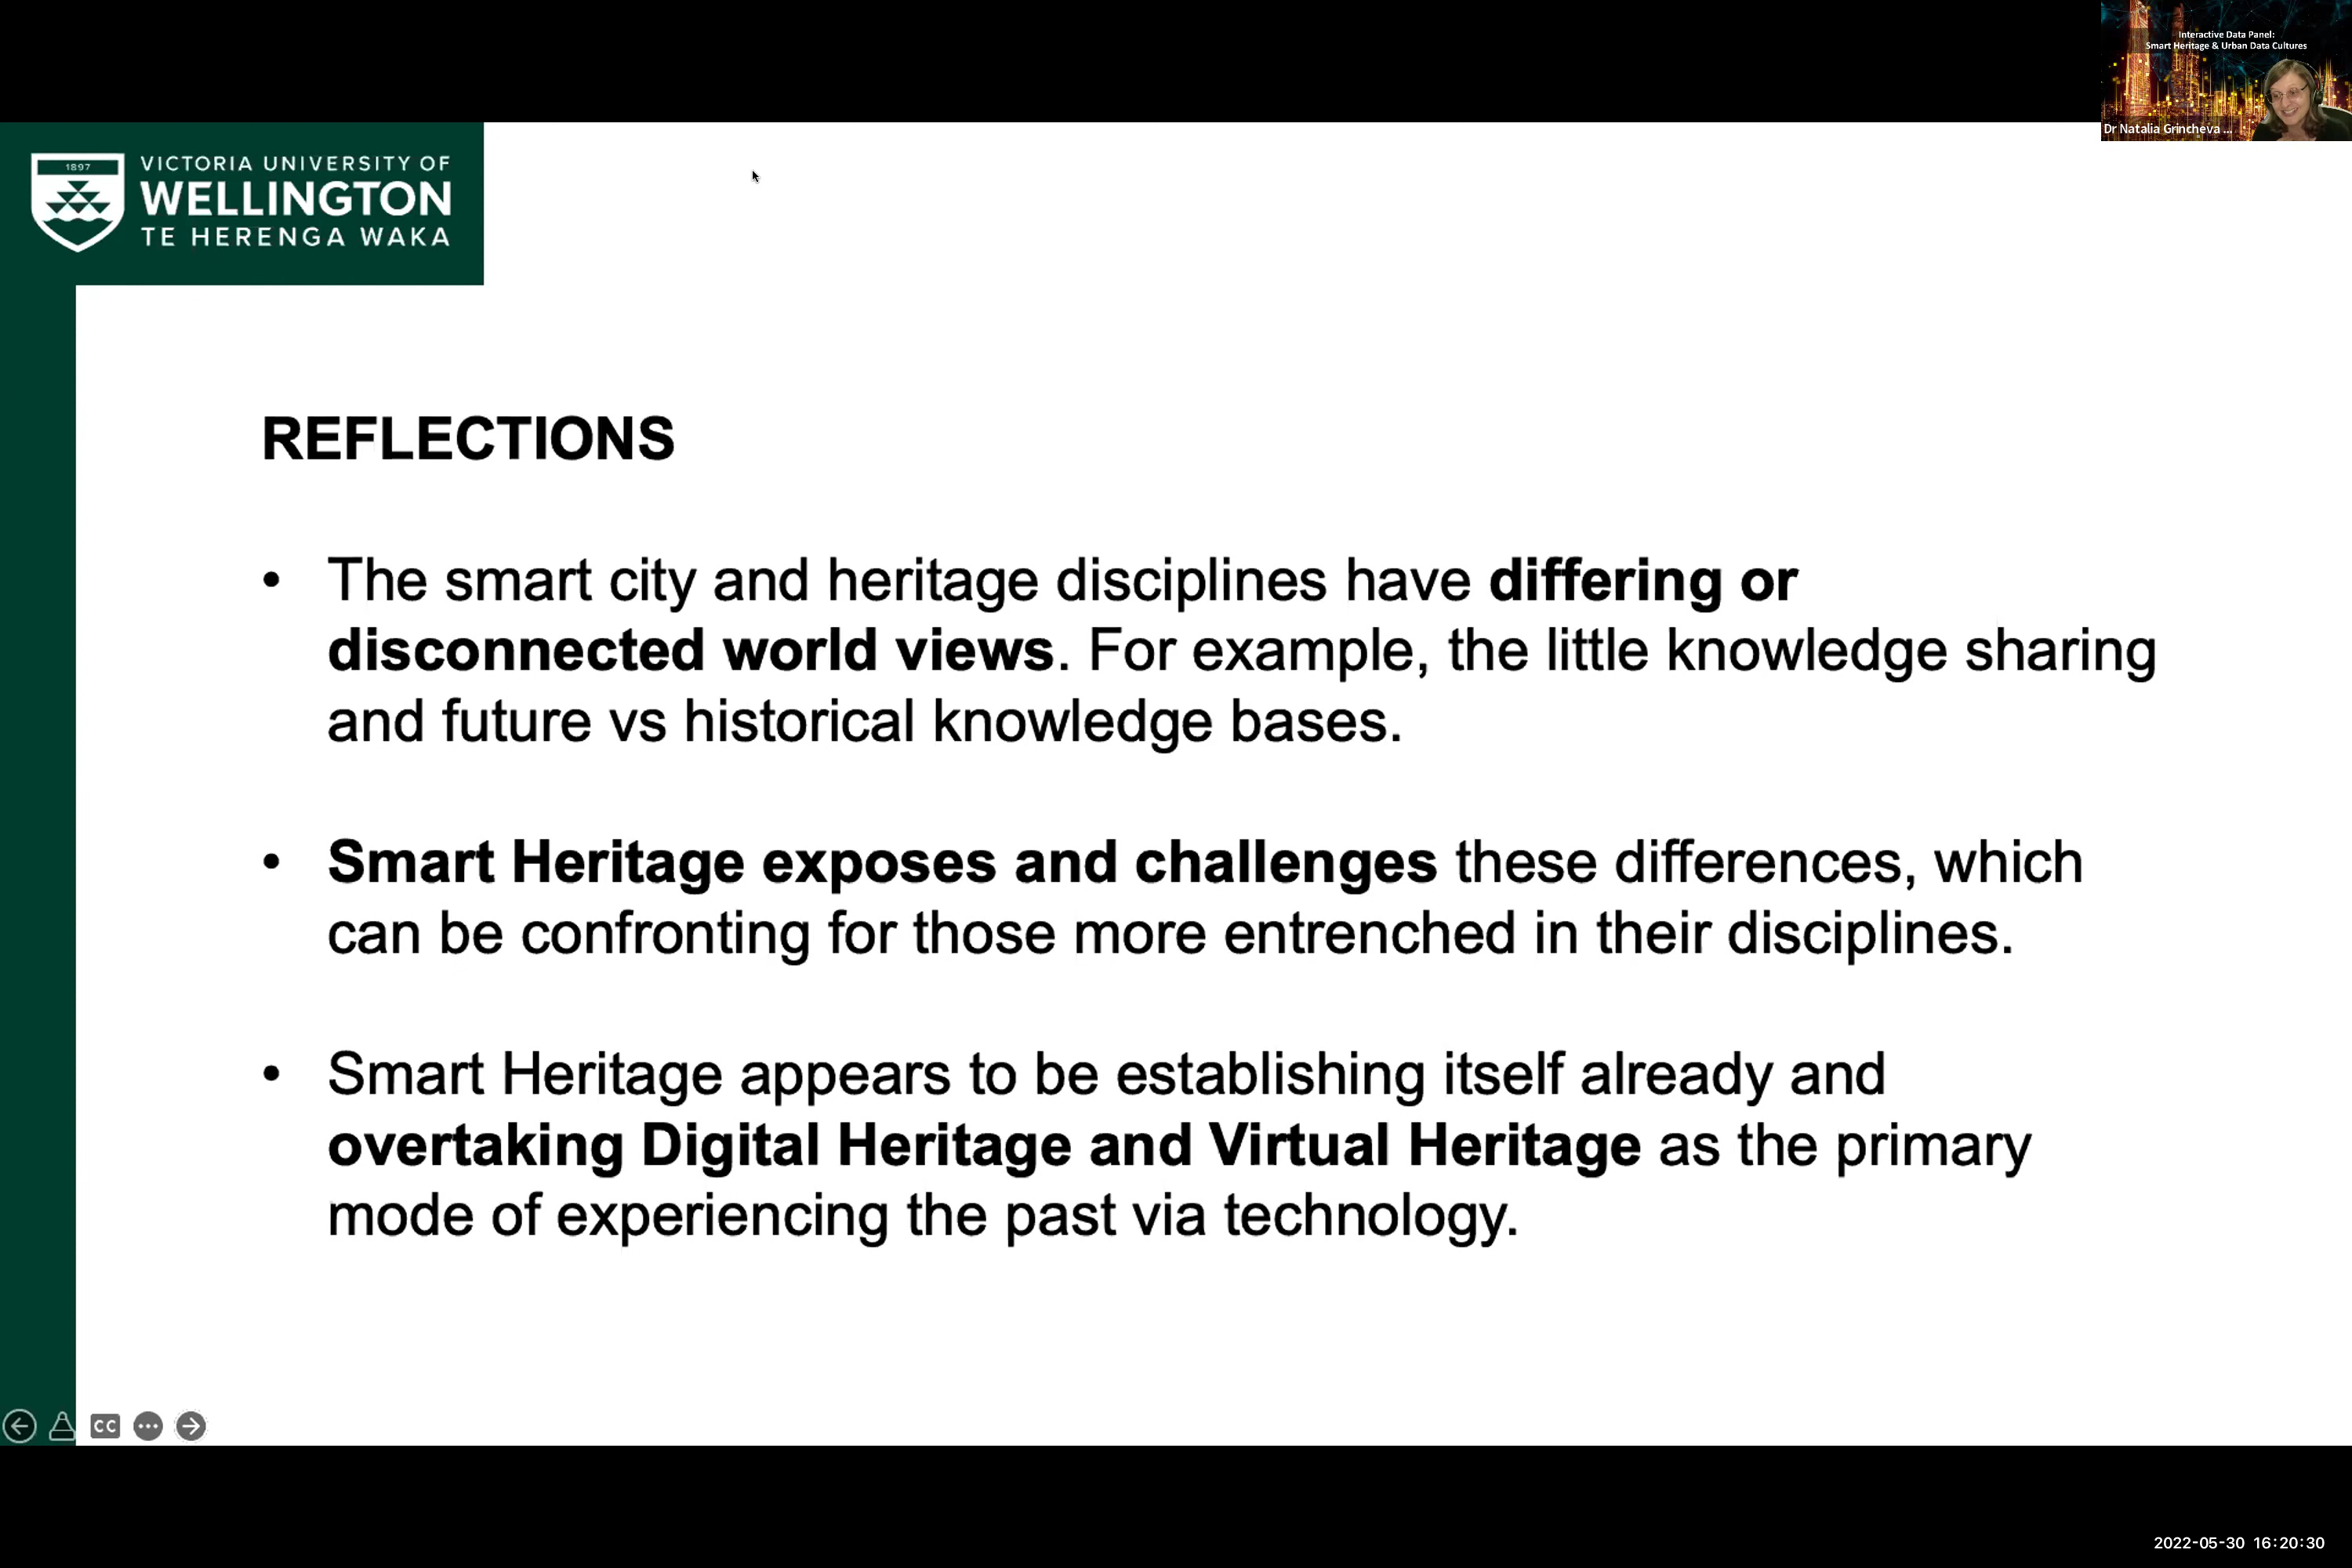 Interactive Data Panel:
Smart Heritage & Urban Data Cultures
Dr Natalia Grincheva ...
1897
VICTORIA UNIVERSITY OF
WELLINGTON
TE HERENGA WAKA
REFLECTIONS
• The smart city and heritage disciplines have differing or
disconnected world views. For example, the little knowledge sharing
and future vs historical knowledge bases.
• Smart Heritage exposes and challenges these differences, which
can be confronting for those more entrenched in their disciplines.
• Smart Heritage appears to be establishing itself already and
overtaking Digital Heritage and Virtual Heritage as the primary
mode of experiencing the past via technology.
CC
2022-05-30 16:20:30